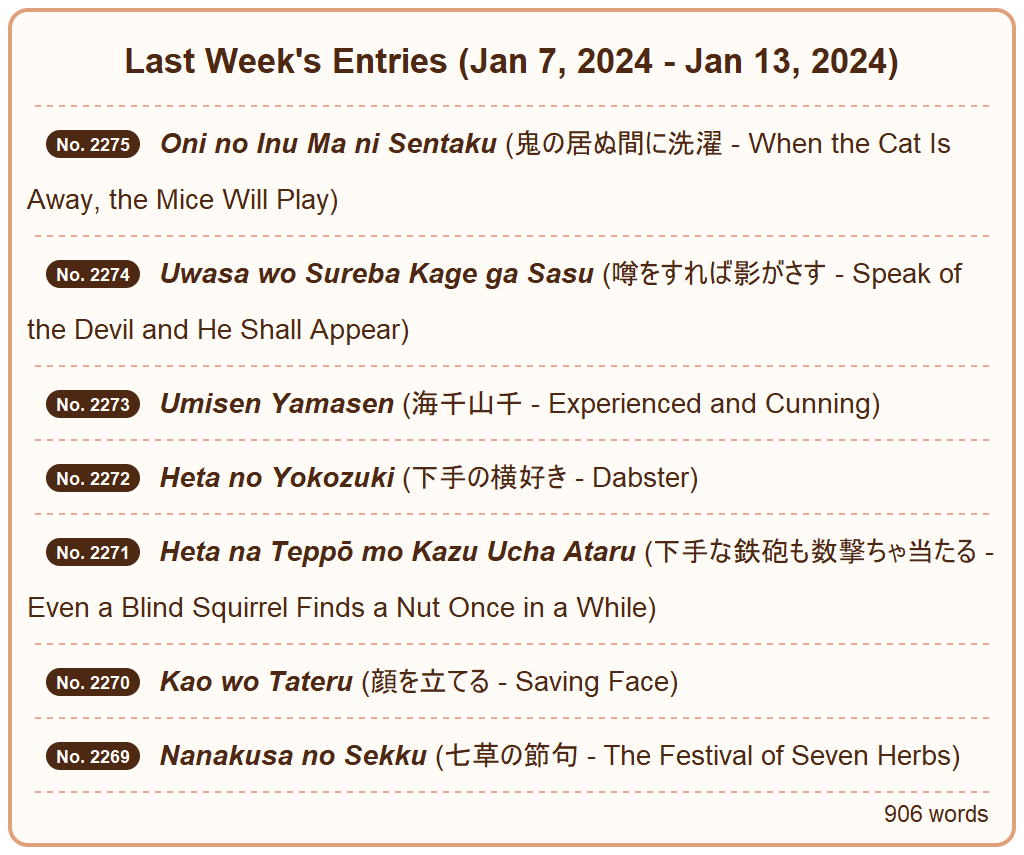 Last Week's Entries (Jan 7, 2024 - Jan 13, 2024)
No. 2275 Oni no Inu Ma ni Sentaku (鬼の居ぬ間に洗濯 - When the Cat Is
Away, the Mice Will Play)
No. 2274 Uwasa wo Sureba Kage ga Sasu (噂をすれば影がさす - Speak of
the Devil and He Shall Appear)
No. 2273 Umisen Yamasen (海千山千 - Experienced and Cunning)
No. 2272 Heta no Yokozuki (下手の横好き - Dabster)
No. 2271 Heta na Teppō mo Kazu Ucha Ataru (下手な鉄砲も数撃ちゃ当たる -
Even a Blind Squirrel Finds a Nut Once in a While)
No. 2270 Kao wo Tateru (顔を立てる - Saving Face)
No. 2269 Nanakusa no Sekku (七草の節句 - The Festival of Seven Herbs)
906 words